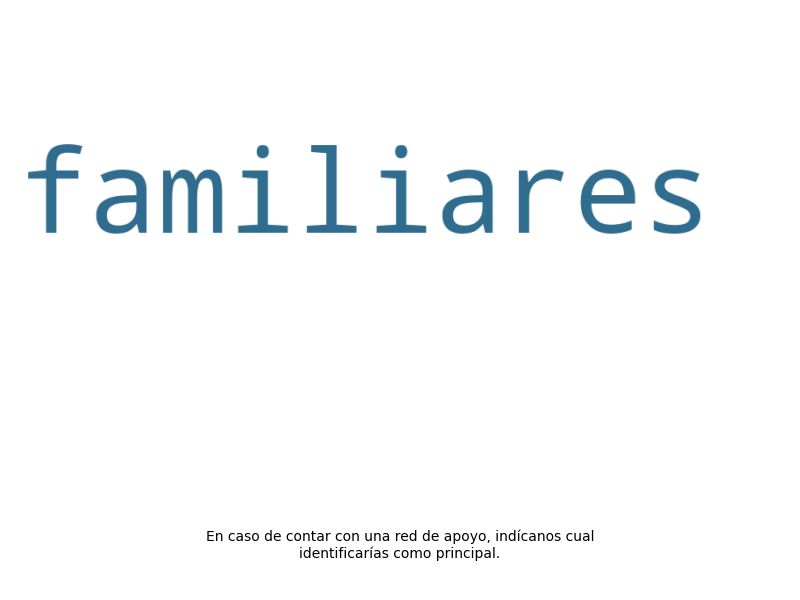 familiares
En caso de contar con una red de apoyo, indícanos cual
identificarías como principal.